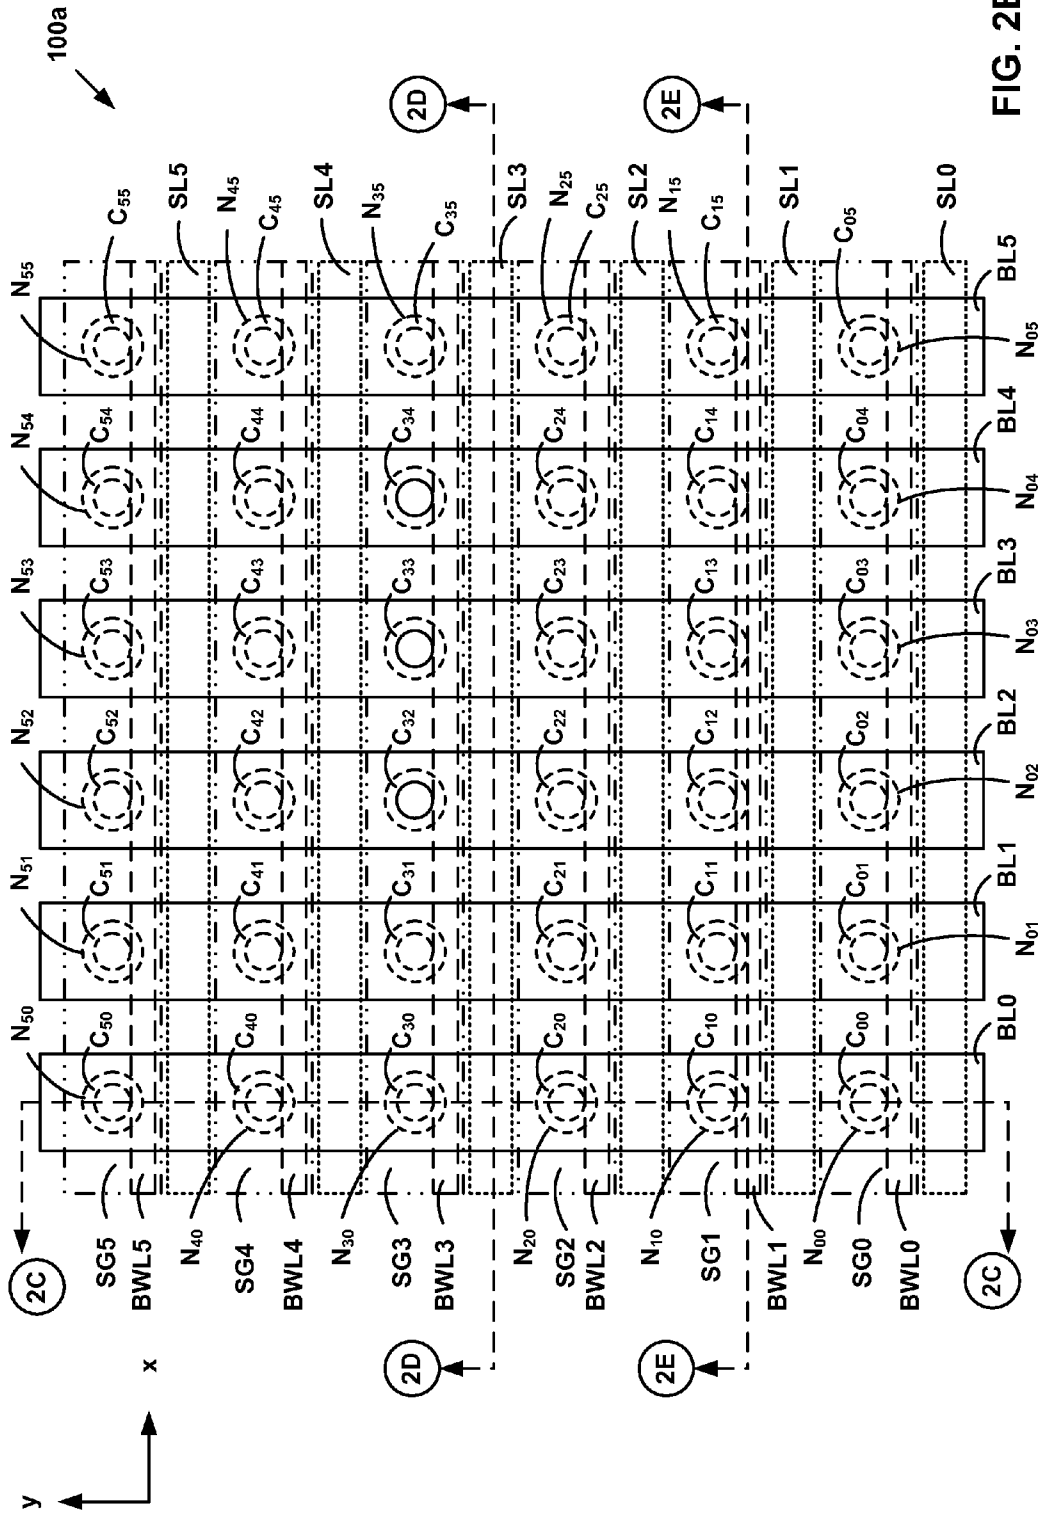 100a
y
N50 N51 N52 N53 N54 N55
2C
C50 C51 C52 C53 C54 C55
SG5
BWL5
x
SL5
N40 N45
C40 C41 C42 C43 C44 C45
SG4
BWL4
SL4
N30 N35
C30 C31 C32 C33 C34 C35
SG3
2D 2D
BWL3
SL3
N20 N25
C20 C21 C22 C23 C24 C25
SG2
BWL2
SL2
N10 N15
C10 C11 C12 C13 C14 C15
SG1
2E 2E
BWL1
SL1
N00
C00 C01 C02 C03 C04 C05
SG0
BWL0
SL0
2C
BL0 BL1 BL2 BL3 BL4 BL5
N01 N02 N03 N04 N05
FIG.